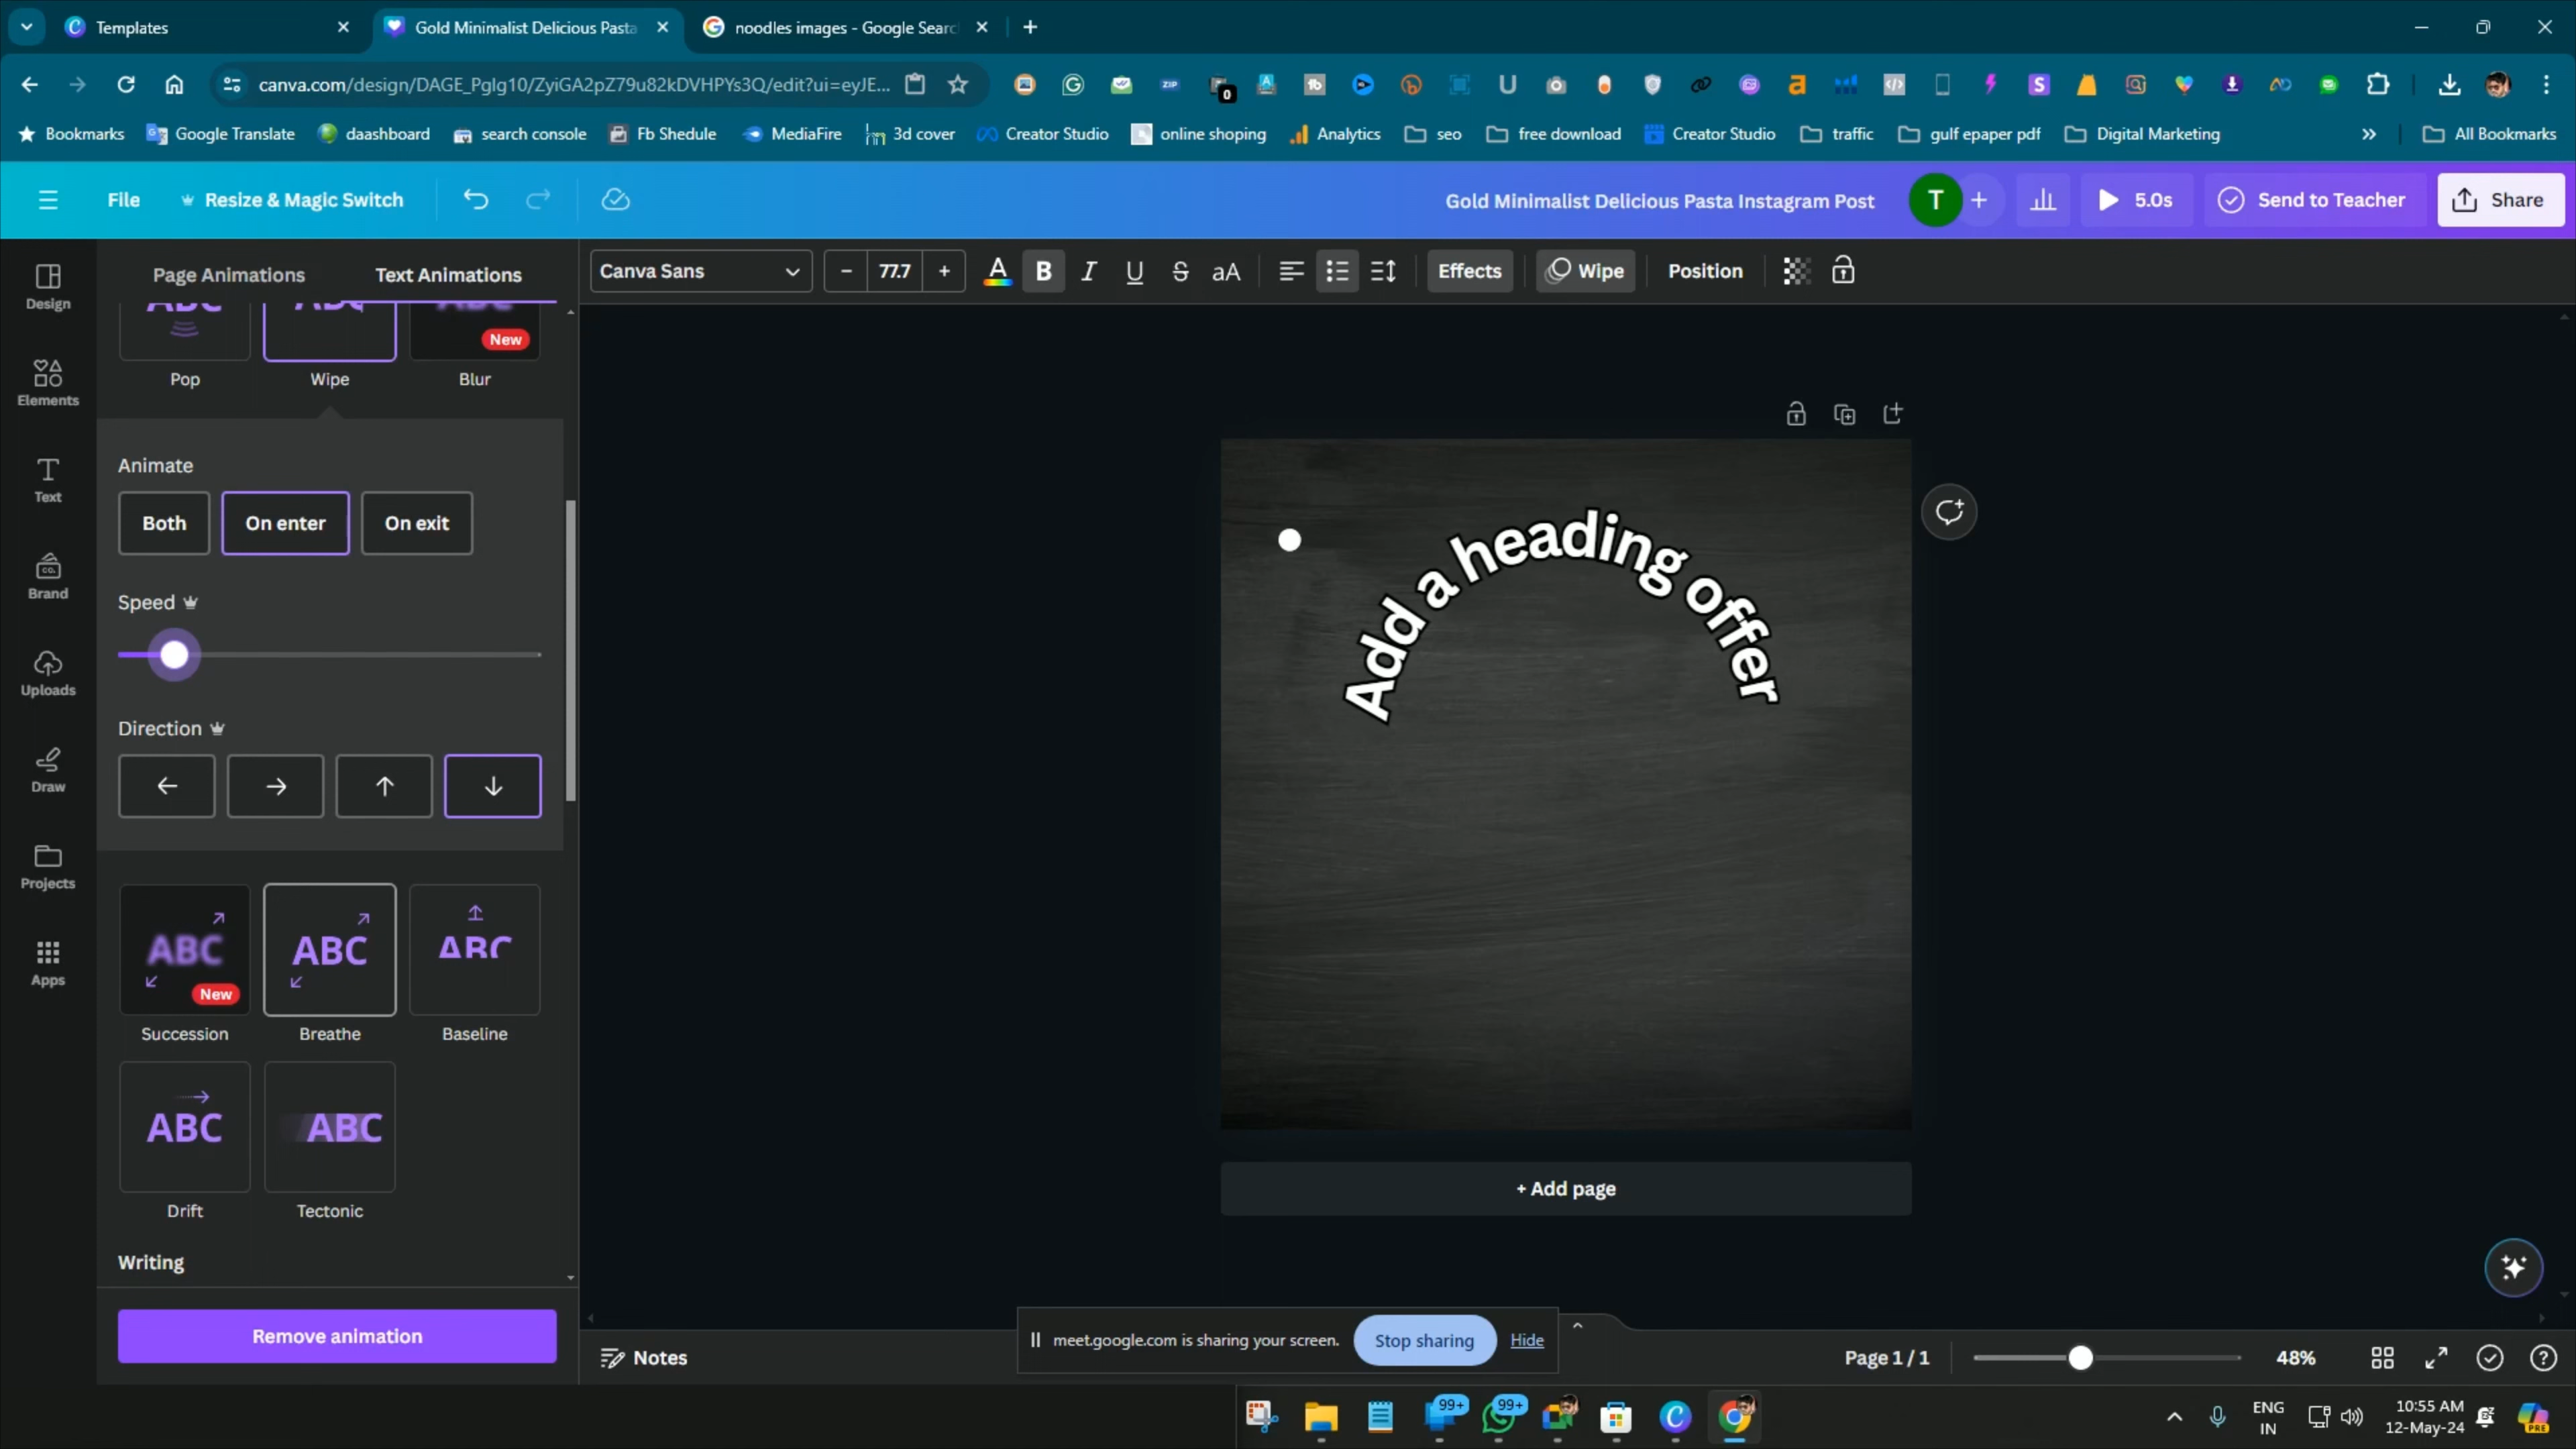 Templates
Gold Minimalist Delicious Pasta
noodles images - Google Searc
canva.com/design/DAGE_PgIg10/ZyiGA2pZ79u82kDVHPYs3Q/edit?ui=eyJE...
ZIP
0
Bookmarks
Google Translate
daashboard
search console
Fb Shedule
MediaFire
3d cover
Creator Studio
online shoping
Analytics
seo
free download
Creator Studio
traffic
gulf epaper pdf
Digital Marketing
All Bookmarks
File
Resize & Magic Switch
Gold Minimalist Delicious Pasta Instagram Post
T
5.0s
Send to Teacher
Share
Page Animations
Text Animations
Canva Sans
77.7
A B I U S aA
Effects
Wipe
Position
Design
Elements
Text
Brand
Uploads
Draw
Projects
Apps
New
Pop
Wipe
Blur
Animate
Both
On enter
On exit
Speed
Direction
ABC
New
ABC
ABC
Succession
Breathe
Baseline
ABC
ABC
Drift
Tectonic
Writing
Remove animation
Add a heading offer
+ Add page
Notes
meet.google.com is sharing your screen.
Stop sharing
Hide
Page 1 / 1
48%
99+
99+
ENG
IN
10:55 AM
12-May-24
PRE